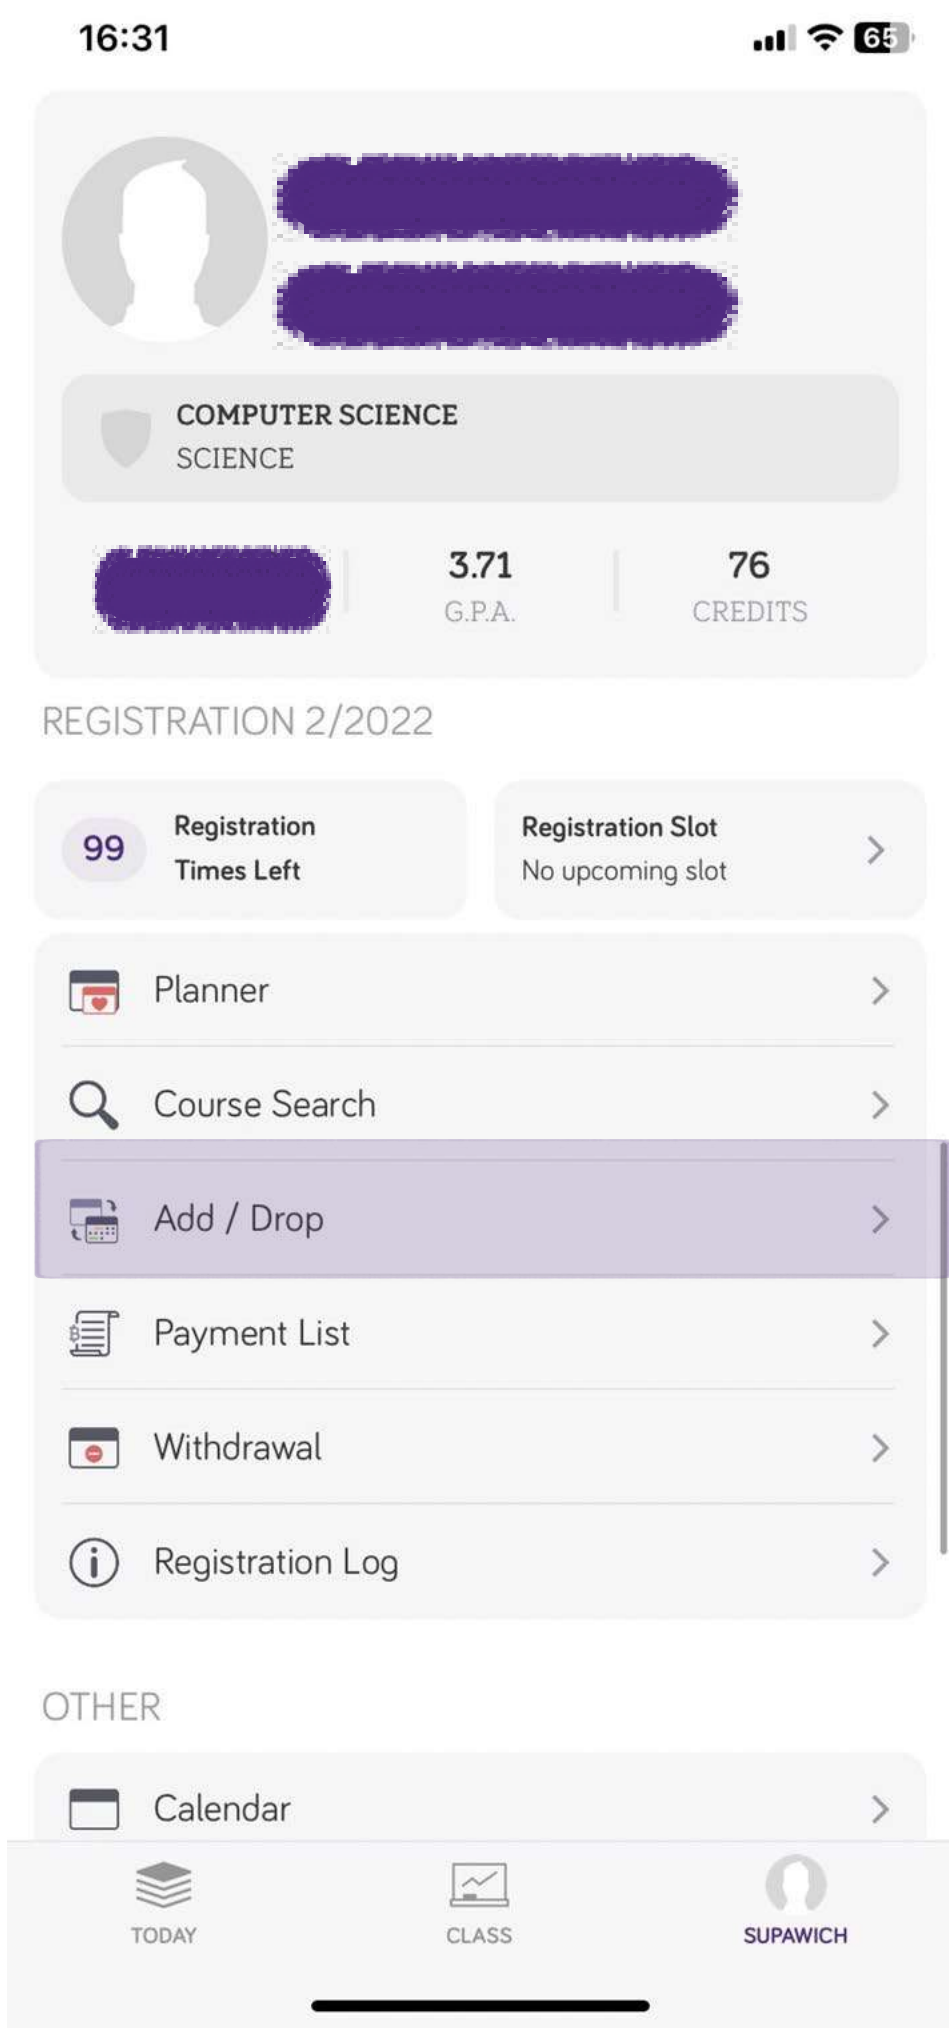 16:31
65
COMPUTER SCIENCE
SCIENCE
3.71
G.P.A.
76
CREDITS
REGISTRATION 2/2022
99
Registration
Times Left
Registration Slot
No upcoming slot
Planner
Course Search
Add / Drop
Payment List
Withdrawal
Registration Log
OTHER
Calendar
TODAY
CLASS
SUPAWICH